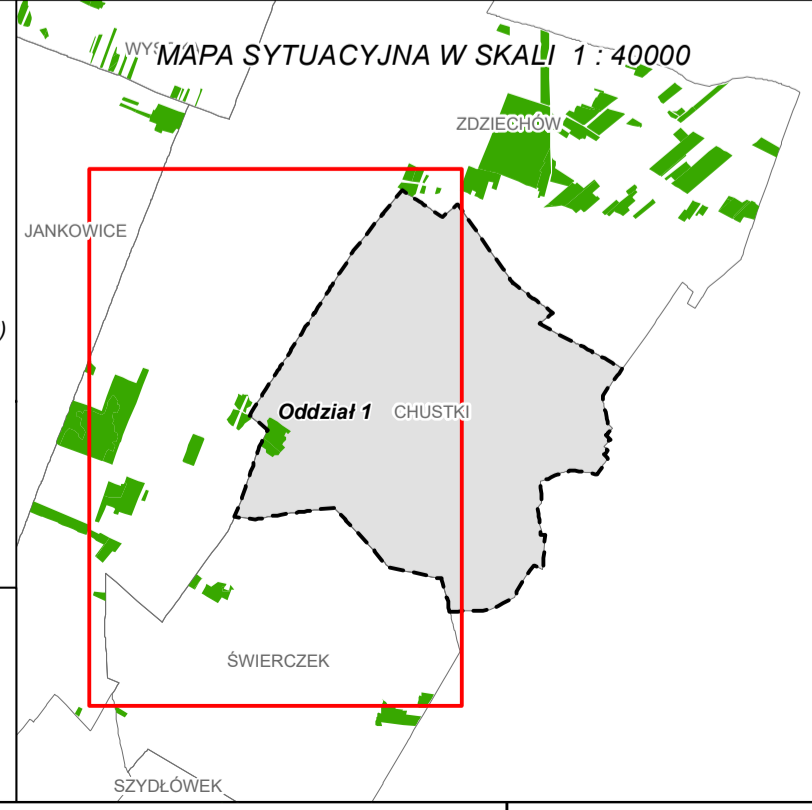 MAPA SYTUACYJNA W SKALI 1 : 40000
ZDZIECHÓW
JANKOWICE
)
Oddział 1 CHUSTKI
ŚWIERCZEK
SZYDŁÓWEK